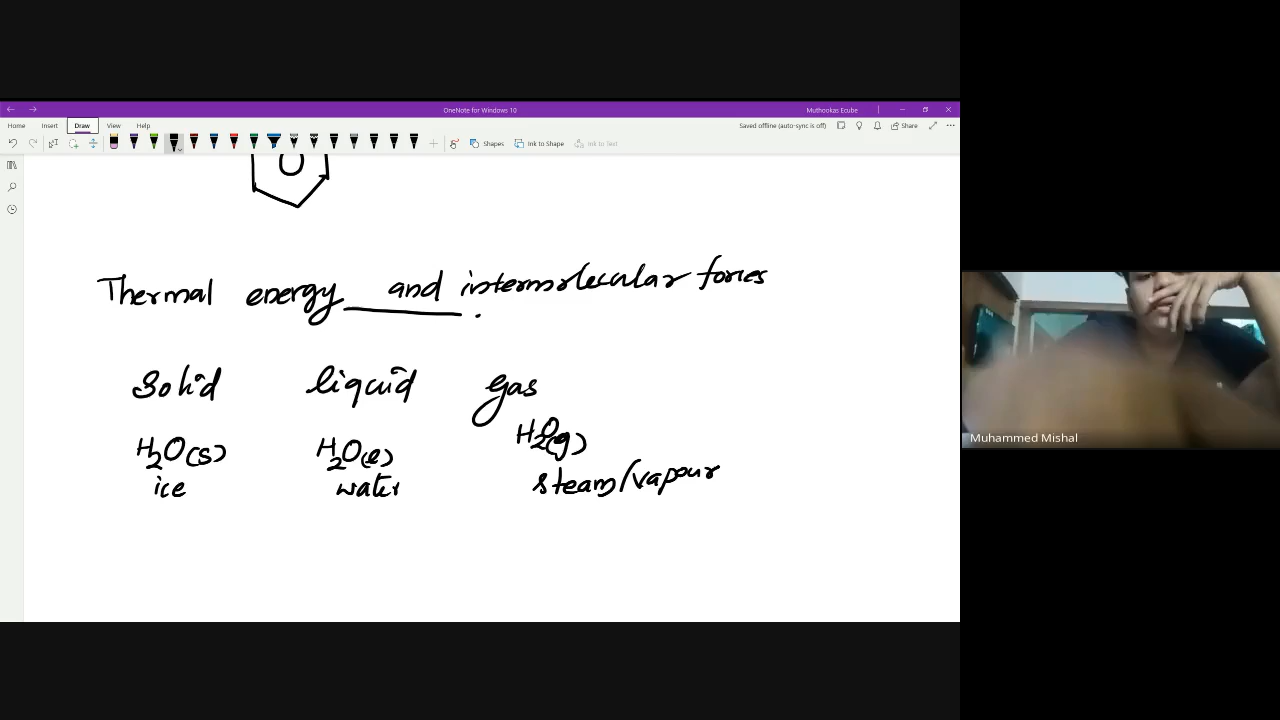 OneNote for Windows 10
Muthookas Ecube
Home Insert Draw View Help
Saved offline (auto-sync is off)
Share
Shapes
Ink to Shape
Ink to Text
Thermal energy and intermolecular forces
Solid liquid gas
H2O(s) H2O(l) H2O(g)
ice water steam/vapour
Muhammed Mishal